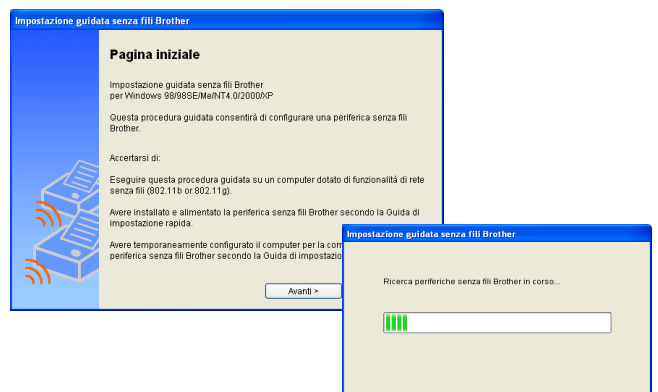 Impostazione guidata senza fili Brother
Pagina iniziale
Impostazione guidata senza fili Brother
per Windows 98/98SE/Me/NT4.0/2000/XP
Questa procedura guidata consentirà di configurare una periferica senza fili
Brother.
Accertarsi di:
Eseguire questa procedura guidata su un computer dotato di funzionalità di rete
senza fili (802.11b or 802.11g).
Avere installato e alimentato la periferica senza fili Brother secondo la Guida di
impostazione rapida.
Avere temporaneamente configurato il computer per la
periferica senza fili Brother secondo la Guida di
Avanti >
Impostazione guidata senza fili Brother
Ricerca periferiche senza fili Brother in corso...